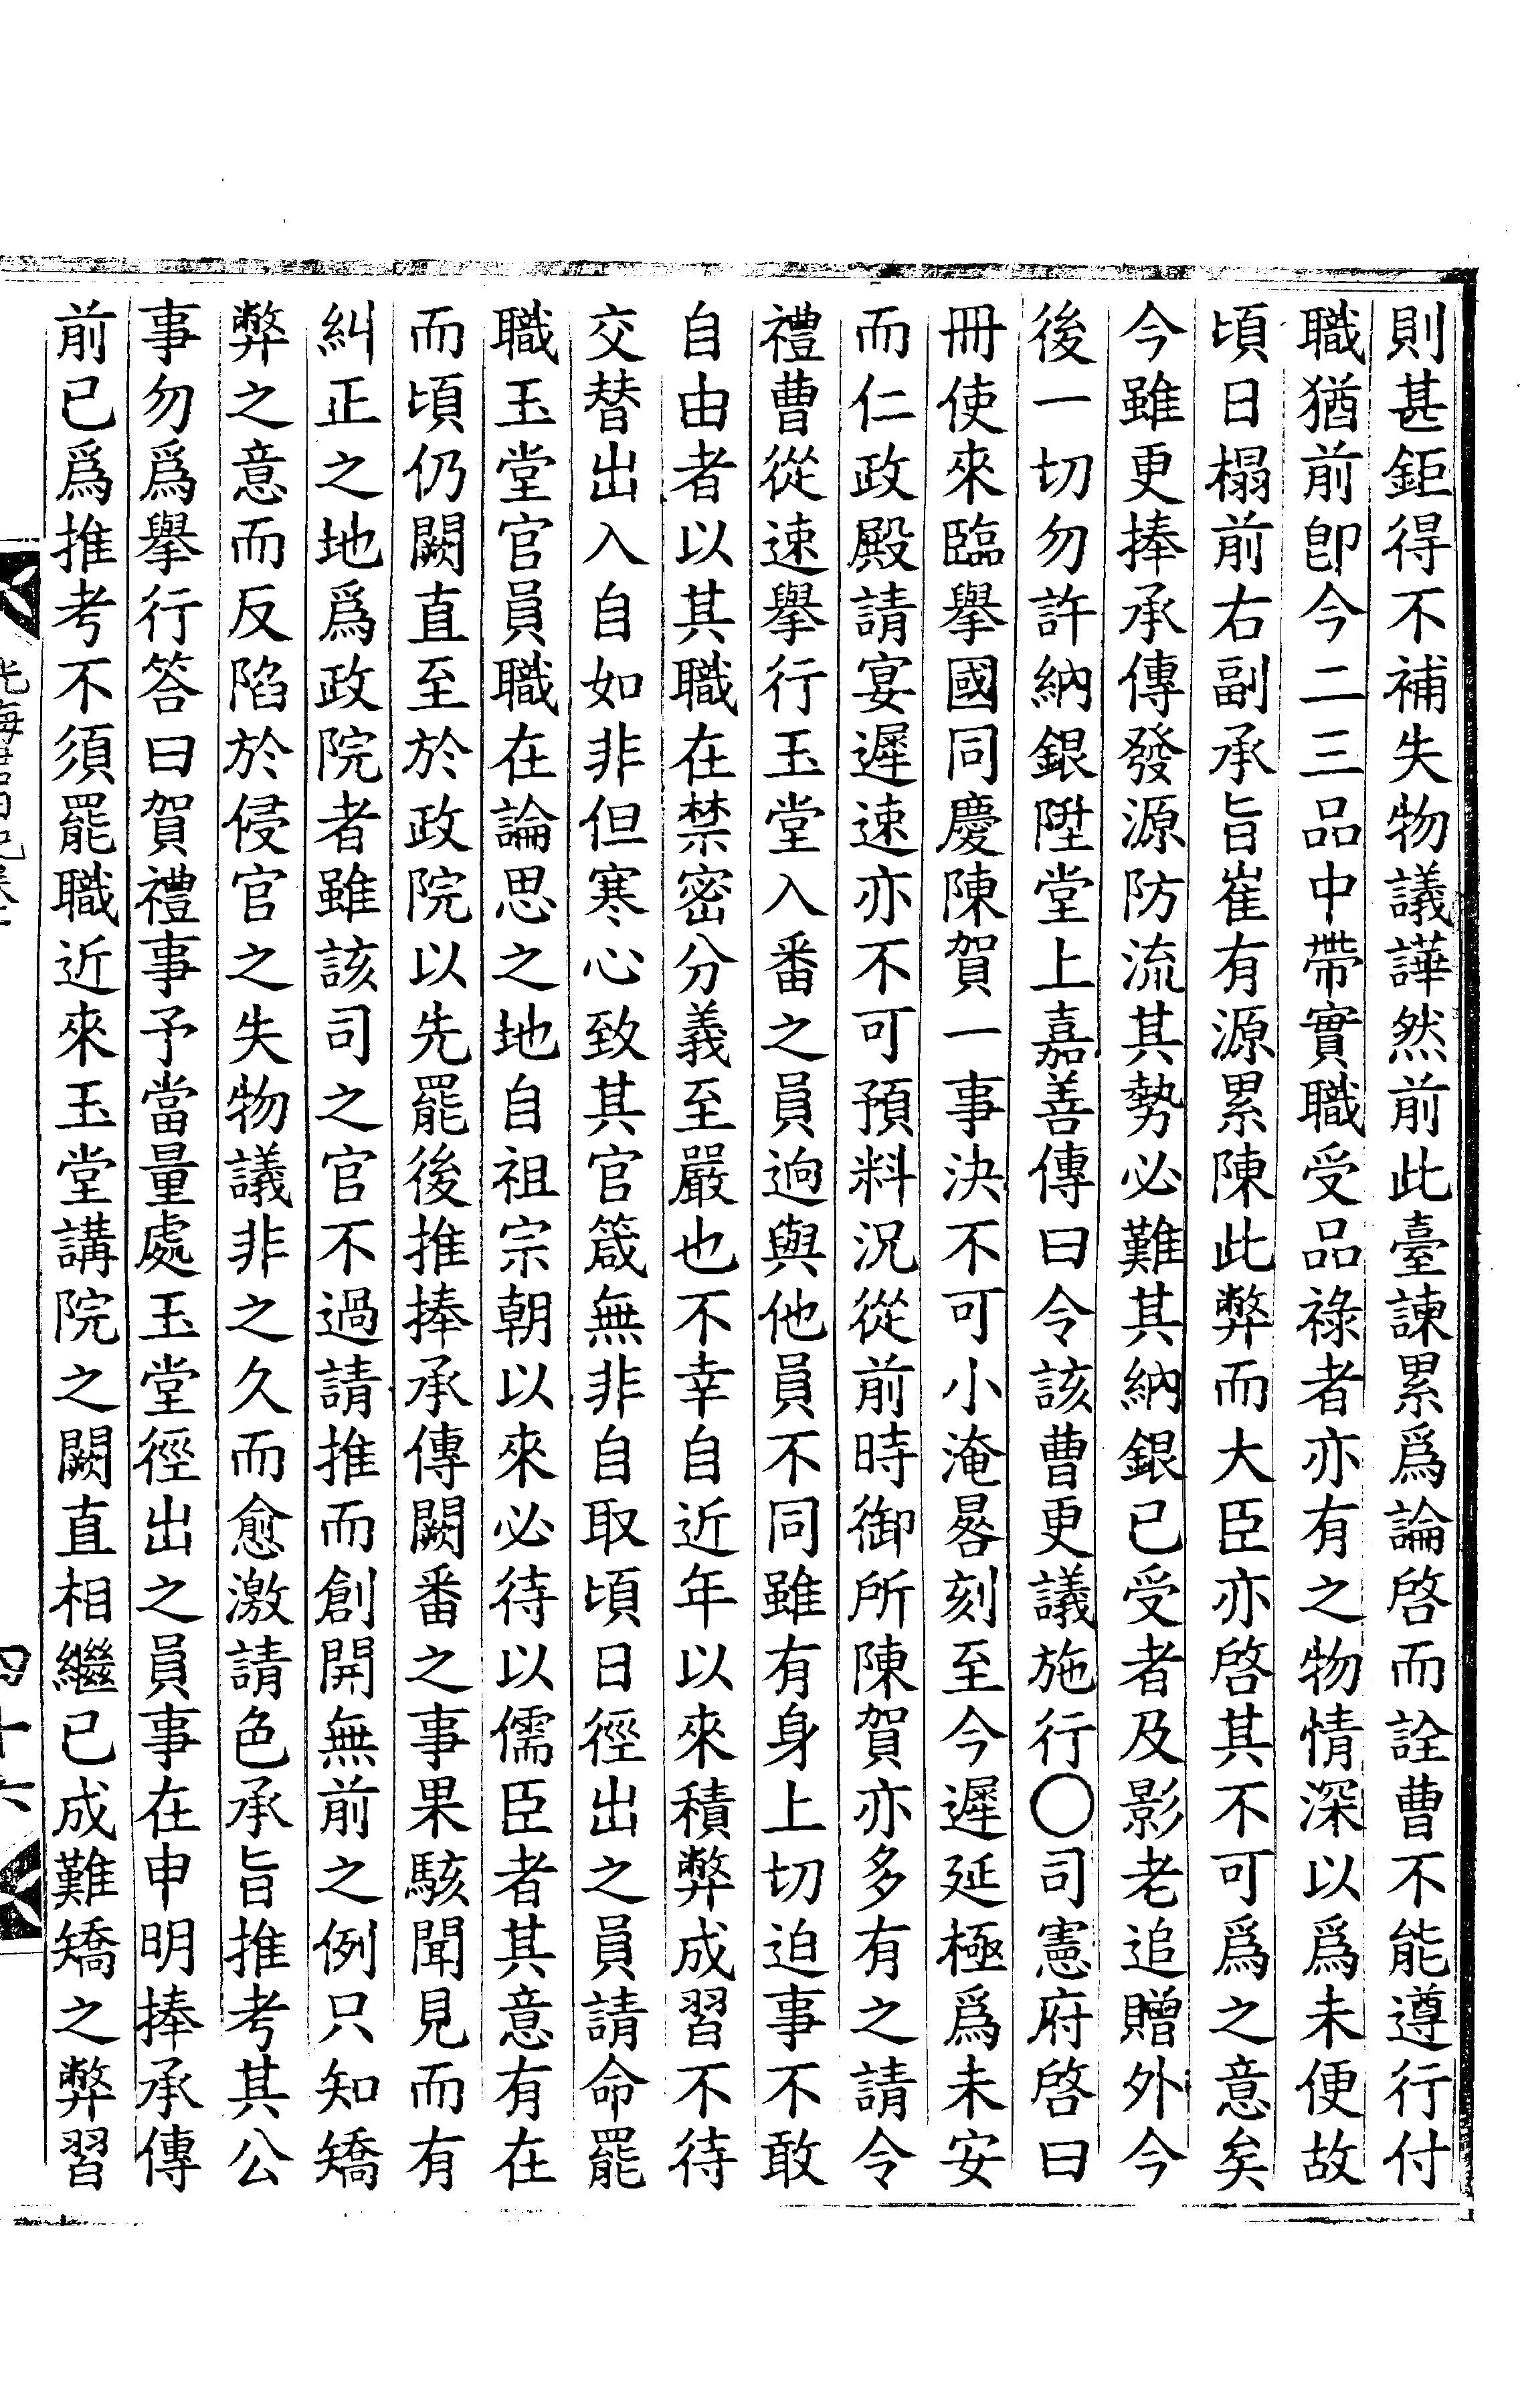 則甚鉅得不補失物議譁然前此臺諫累爲論啓而詮曹不能遵行付
職猶前卽今二三品中帶實職受品祿者亦有之物情深以爲未便故
頃日榻前右副承旨崔有源累陳此弊而大臣亦啓其不可爲之意矣
今雖更捧承傳發源防流其勢必難其納銀已受者及影老追贈外今
後一切勿許納銀陞堂上嘉善傳曰令該曹更議施行〇司憲府啓曰
冊使來臨擧國同慶陳賀一事決不可小淹晷刻至今遲延極爲未安
而仁政殿請宴遲速亦不可預料況從前時御所陳賀亦多有之請令
禮曹從速擧行玉堂入番之員逈與他員不同雖有身上切迫事不敢
自由者以其職在禁密分義至嚴也不幸自近年以來積弊成習不待
交替出入自如非但寒心致其官箴無非自取頃日徑出之員請命罷
職玉堂官員職在論思之地自祖宗朝以來必待以儒臣者其意有在
而頃仍闕直至於政院以先罷後推捧承傳闕番之事果駭聞見而有
糾正之地爲政院者雖該司之官不過請推而創開無前之例只知矯
弊之意而反陷於侵官之失物議非之久而愈激請色承旨推考其公
事勿爲擧行答曰賀禮事予當量處玉堂徑出之員事在申明捧承傳
前已爲推考不須罷職近來玉堂講院之闕直相繼已成難矯之弊習
四十六